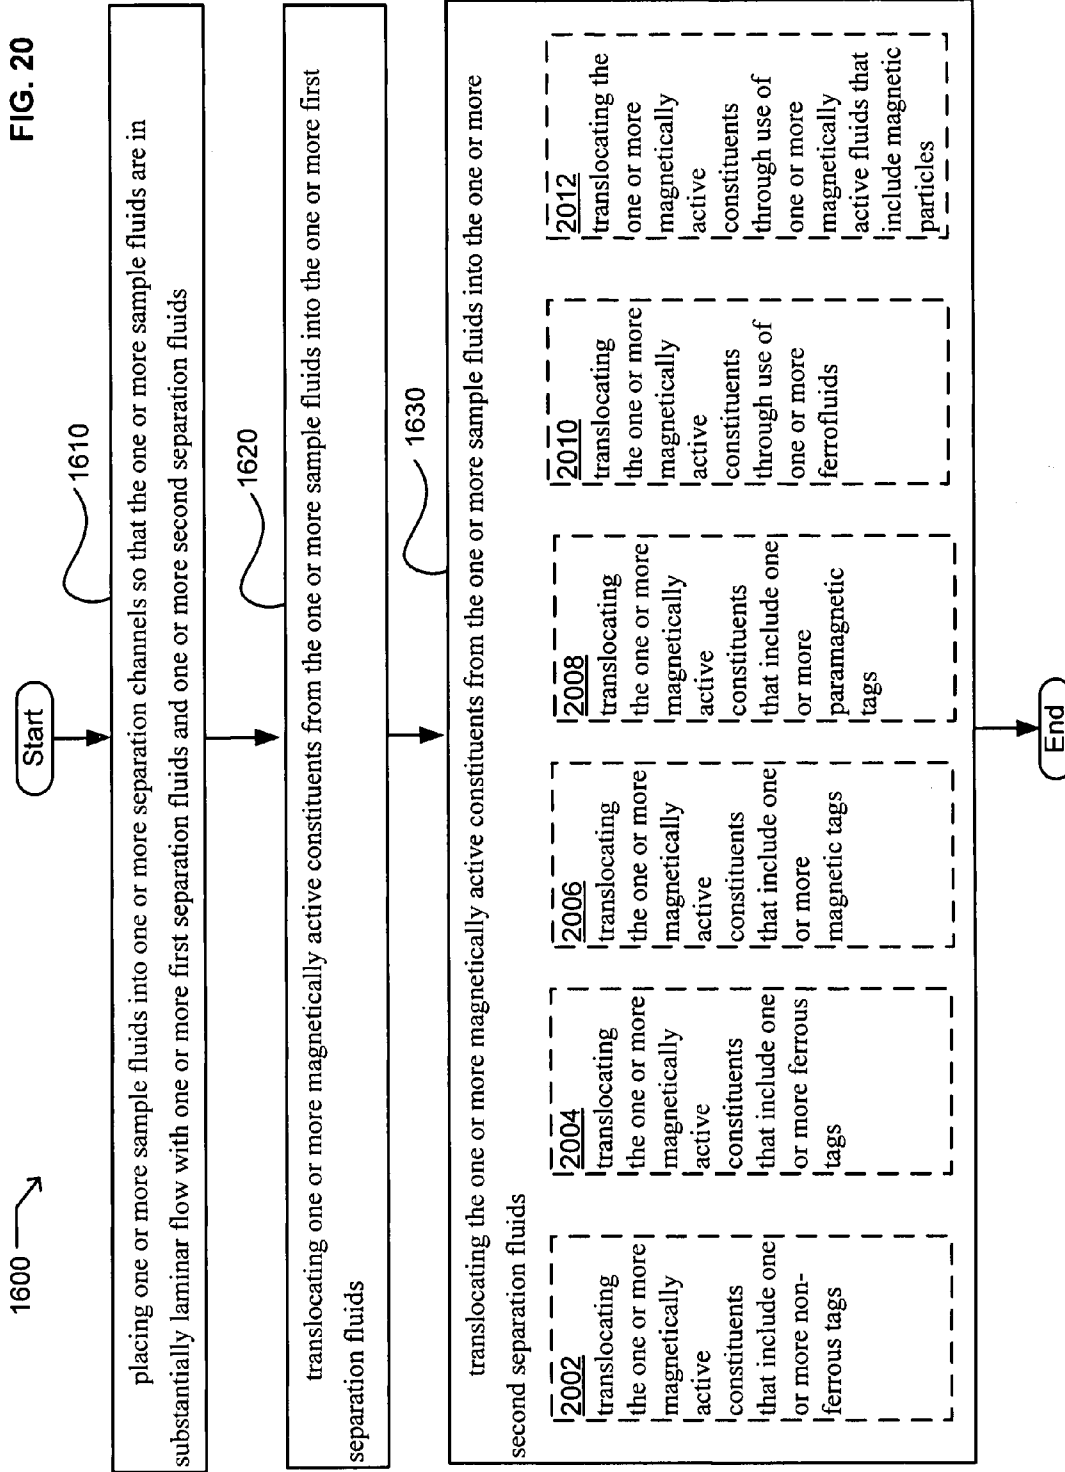 FIG. 20
1600
Start
1610
placing one or more sample fluids into one or more separation channels so that the one or more sample fluids are in
substantially laminar flow with one or more first separation fluids and one or more second separation fluids
1620
translocating one or more magnetically active constituents from the one or more sample fluids into the one or more first
separation fluids
1630
translocating the one or more magnetically active constituents from the one or more sample fluids into the one or more
second separation fluids
2002
translocating
the one or more
magnetically
active
constituents
that include one
or more non-
ferrous tags
2004
translocating
the one or more
magnetically
active
constituents
that include one
or more ferrous
tags
2006
translocating
the one or more
magnetically
active
constituents
that include one
or more
magnetic tags
2008
translocating
the one or more
magnetically
active
constituents
that include one
or more
paramagnetic
tags
2010
translocating
the one or more
magnetically
active
constituents
through use of
one or more
ferrofluids
2012
translocating the
one or more
magnetically
active
constituents
through use of
one or more
magnetically
active fluids that
include magnetic
particles
End